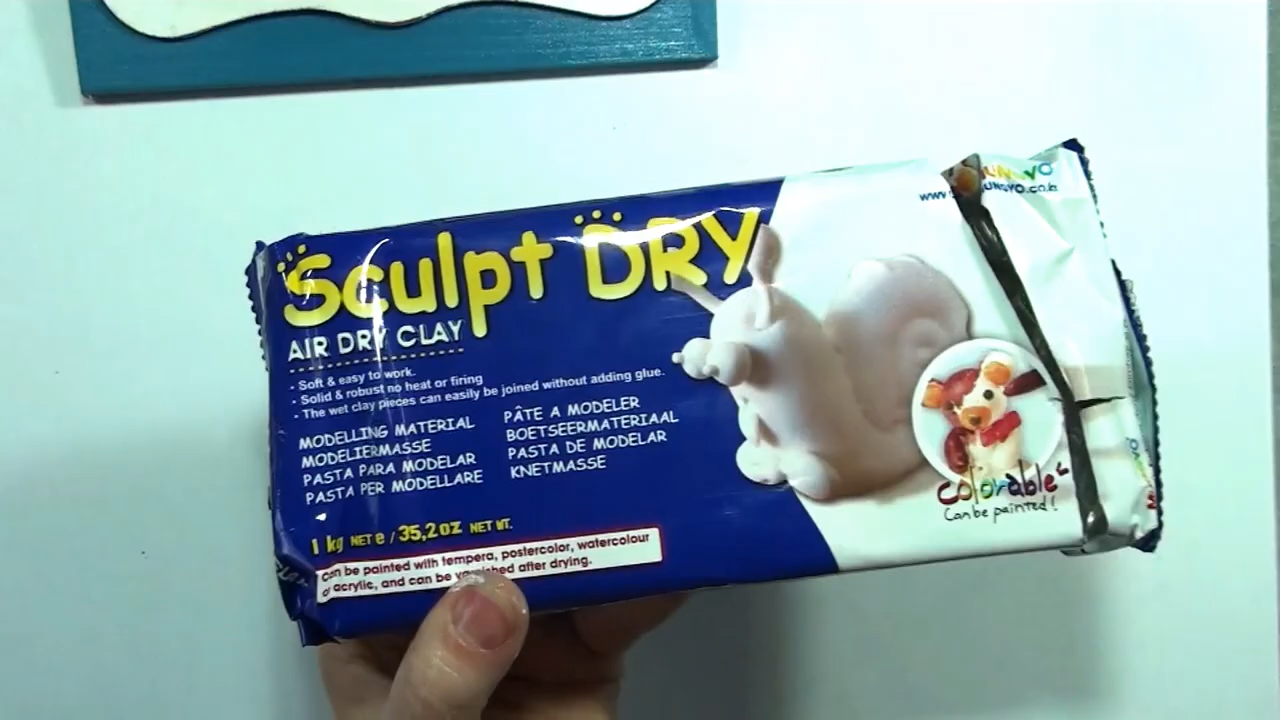 Sculpt DRY
AIR DRY CLAY
• Soft & easy to work.
• Solid & robust no heat or firing
• The wet clay pieces can easily be joined without adding glue.
MODELLING MATERIAL
MODELIERMASSE
PASTA PARA MODELAR
PASTA PER MODELLARE
PÂTE A MODELER
BOETSEERMATERIAAL
PASTA DE MODELAR
KNETMASSE
1 kg NET e / 35,2oz NET WT.
Can be painted with tempera, postercolor, watercolour
or acrylic, and can be varnished after drying.
colorable
Can be painted!